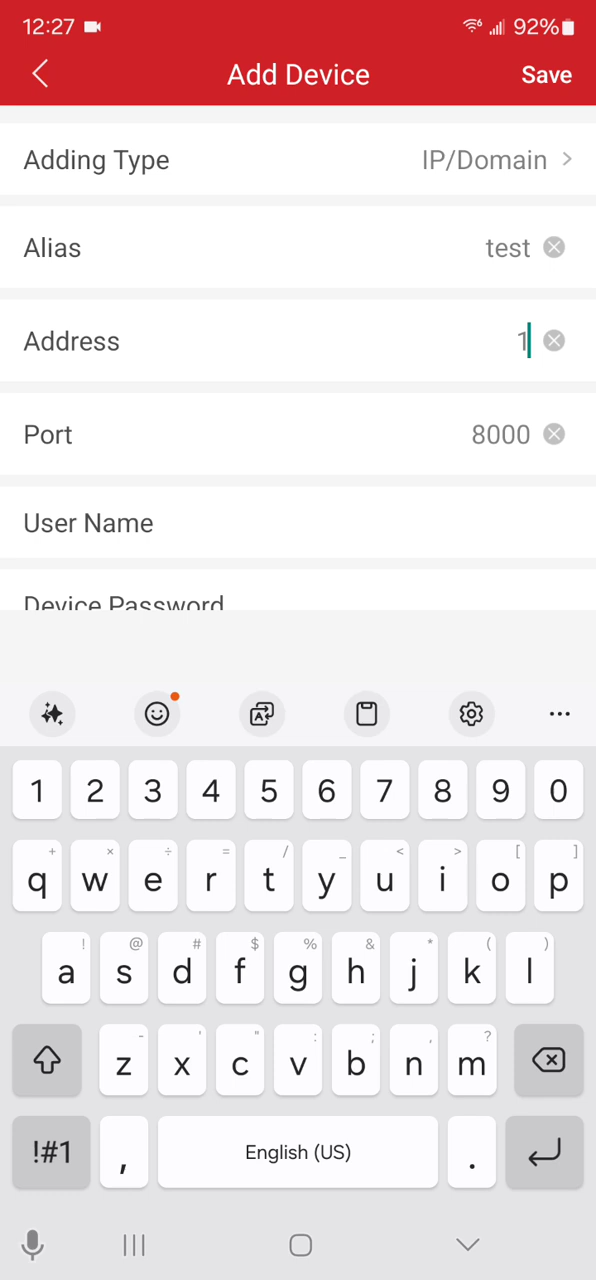 12:27 92%
Add Device Save
Adding Type IP/Domain
Alias test
Address 1
Port 8000
User Name
Device Password
1 2 3 4 5 6 7 8 9 0
+ × ÷ = / _ < > [ ]
q w e r t y u i o p
! @ # $ % & * ( )
a s d f g h j k l
- ' " : ; , ?
z x c v b n m
!#1 , English (US) .